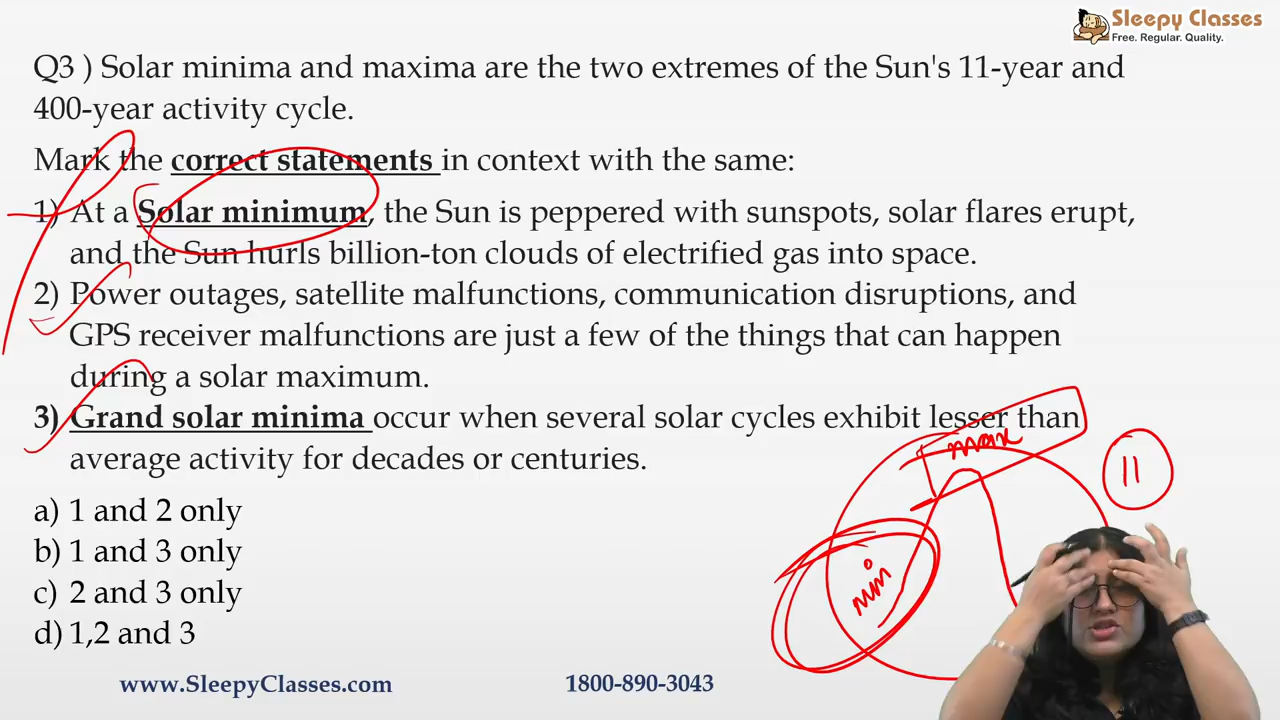 Sleepy Classes
Free. Regular. Quality.
Q3 ) Solar minima and maxima are the two extremes of the Sun's 11-year and
400-year activity cycle.
Mark the correct statements in context with the same:
1) At a Solar minimum, the Sun is peppered with sunspots, solar flares erupt,
and the Sun hurls billion-ton clouds of electrified gas into space.
2) Power outages, satellite malfunctions, communication disruptions, and
GPS receiver malfunctions are just a few of the things that can happen
during a solar maximum.
3) Grand solar minima occur when several solar cycles exhibit lesser than
average activity for decades or centuries.
max
11
min
a) 1 and 2 only
b) 1 and 3 only
c) 2 and 3 only
d) 1,2 and 3
www.SleepyClasses.com
1800-890-3043